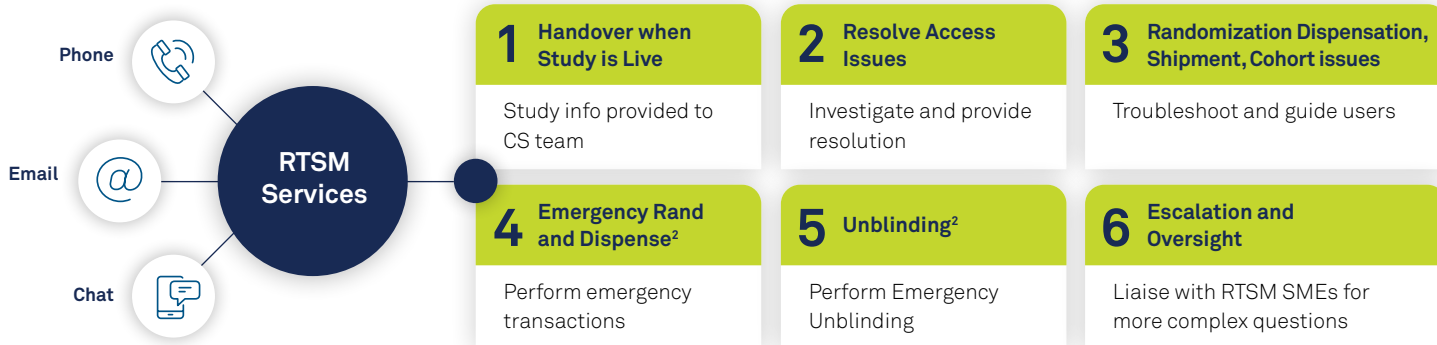 Phone
Email
Chat
RTSM
Services
1 Handover when
Study is Live
Study info provided to
CS team
2 Resolve Access
Issues
Investigate and provide
resolution
3 Randomization Dispensation,
Shipment, Cohort issues
Troubleshoot and guide users
4 Emergency Rand
and Dispense²
Perform emergency
transactions
5 Unblinding²
Perform Emergency
Unblinding
6 Escalation and
Oversight
Liaise with RTSM SMEs for
more complex questions